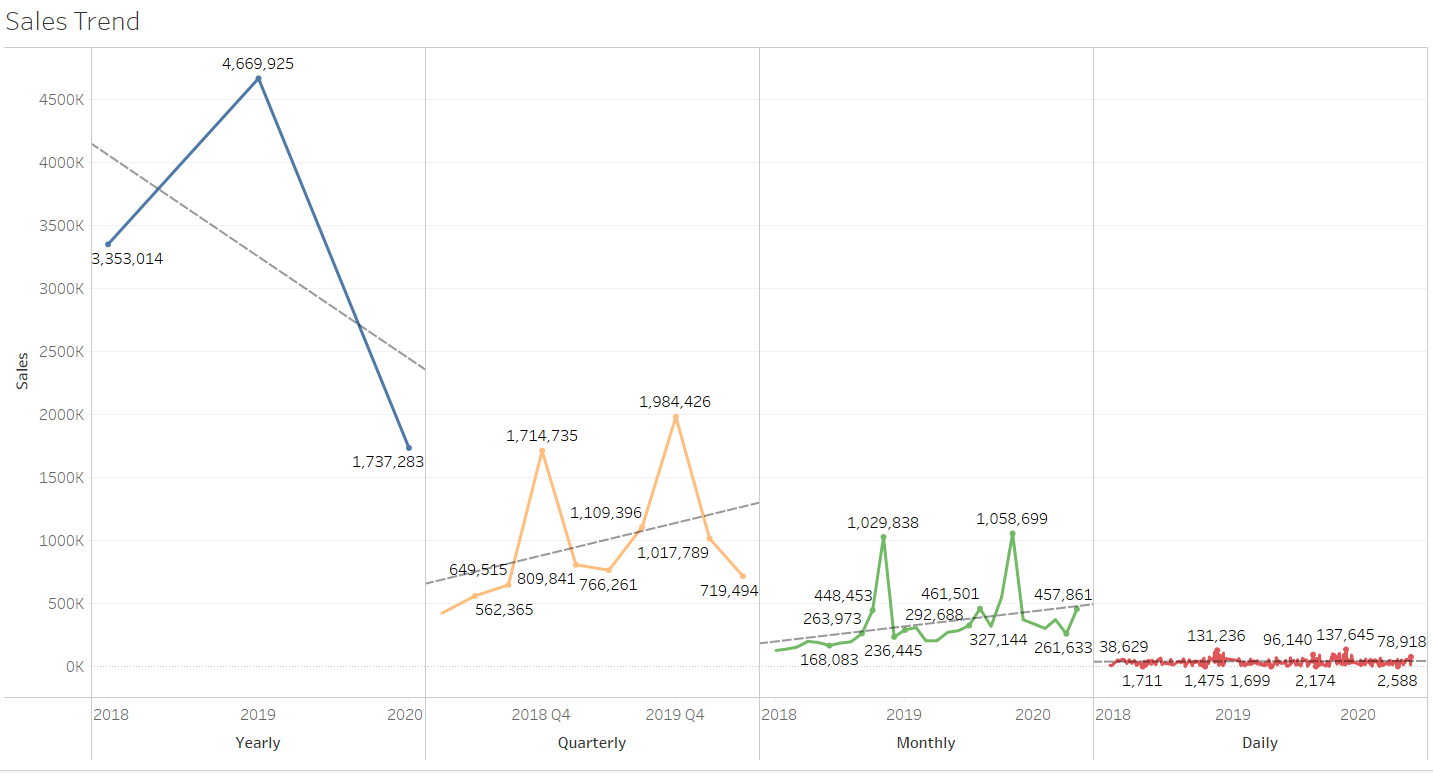 Sales Trend
4,669,925
4500K
4000K
3500K
3,353,014
3000K
2500K
Sales
2000K
1500K
1000K
500K
0K
1,737,283
1,984,426
1,714,735
1,109,396
649,515
809,841
1,017,789
562,365
766,261
719,494
1,029,838
1,058,699
448,453
461,501
457,861
263,973
292,688
168,083
236,445
327,144
261,633
38,629
131,236
96,140
137,645
78,918
1,711
1,475
1,699
2,174
2,588
2018 2019 2020
Yearly
2018 Q4 2019 Q4
Quarterly
2018 2019 2020
Monthly
2018 2019 2020
Daily